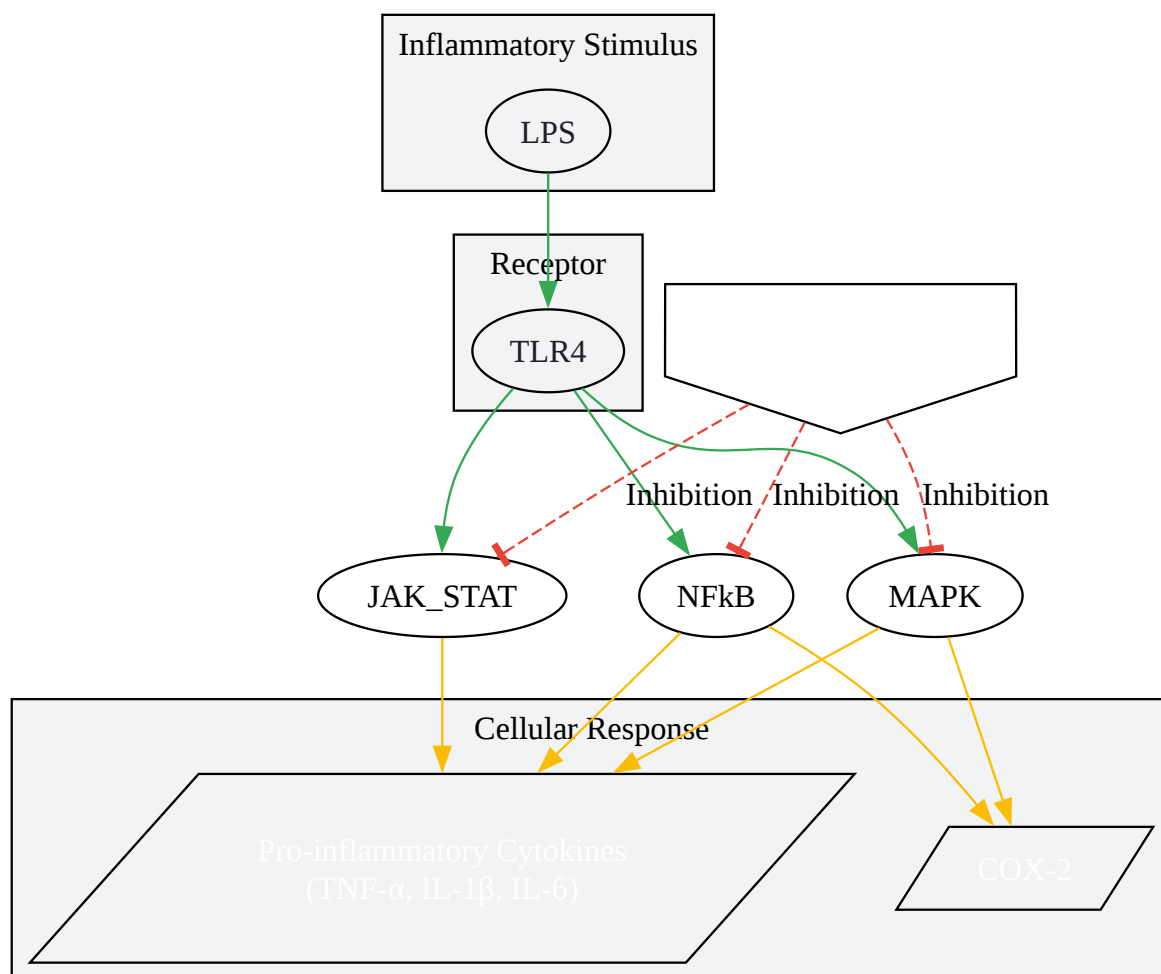 Inflammatory Stimulus
LPS
Receptor
TLR4
Inhibition
Inhibition
Inhibition
JAK_STAT
NFkB
MAPK
Cellular Response
Pro-inflammatory Cytokines
(TNF-α, IL-1β, IL-6)
COX-2